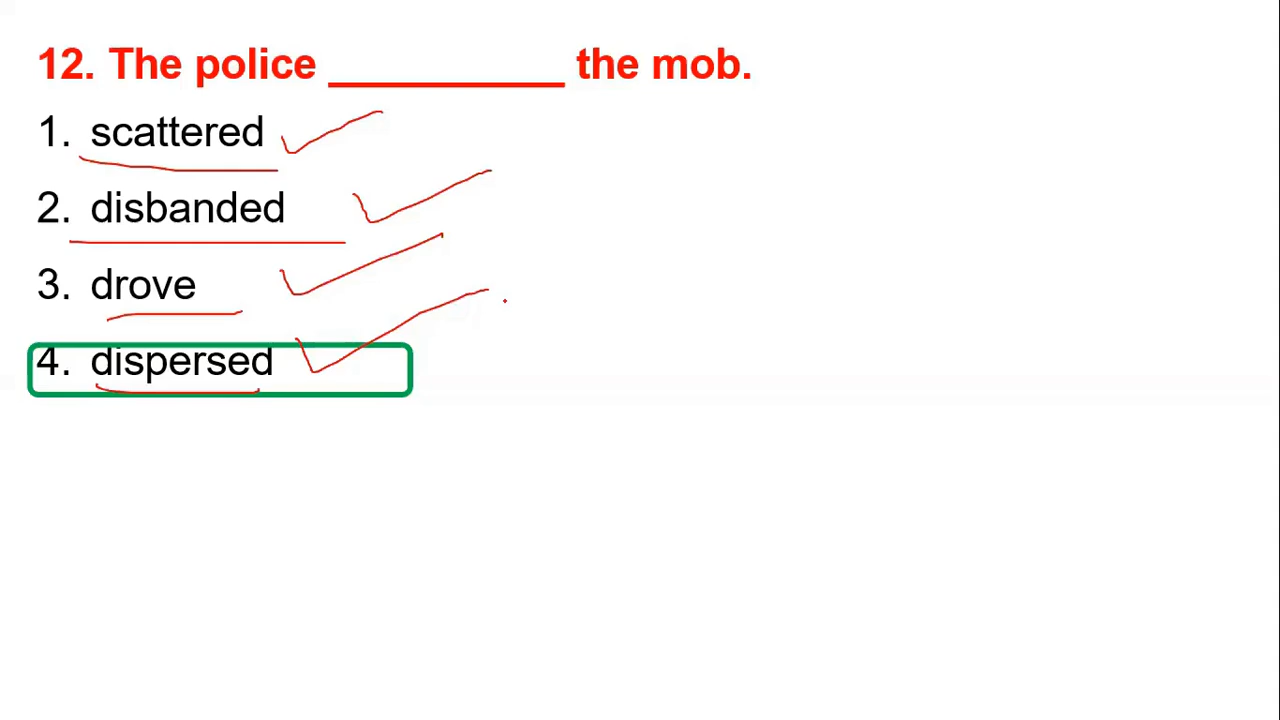 12. The police __________ the mob.
1. scattered
2. disbanded
3. drove
4. dispersed